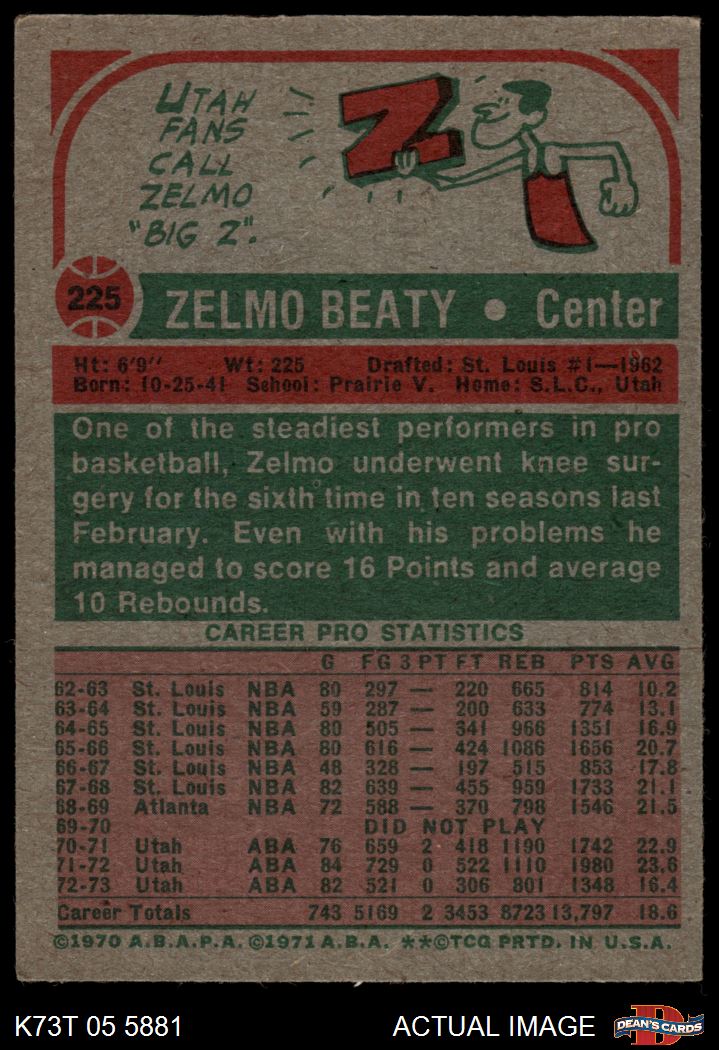 UTAH
FANS
CALL
ZELMO
"BIG Z".
Z
225
ZELMO BEATY • Center
Ht: 6'9" Wt: 225 Drafted: St. Louis #1—1962
Born: 10-25-41 School: Prairie V. Home: S.L.C., Utah
One of the steadiest performers in pro
basketball, Zelmo underwent knee sur-
gery for the sixth time in ten seasons last
February. Even with his problems he
managed to score 16 Points and average
10 Rebounds.
CAREER PRO STATISTICS
G FG 3 PT FT REB PTS AVG
62-63 St. Louis NBA 80 297 — 220 665 814 10.2
63-64 St. Louis NBA 59 287 — 200 633 774 13.1
64-65 St. Louis NBA 80 505 — 341 966 1351 16.9
65-66 St. Louis NBA 80 616 — 424 1086 1656 20.7
66-67 St. Louis NBA 48 328 — 197 515 853 17.8
67-68 St. Louis NBA 82 639 — 455 959 1733 21.1
68-69 Atlanta NBA 72 588 — 370 798 1546 21.5
69-70 DID NOT PLAY
70-71 Utah ABA 76 659 2 418 1190 1742 22.9
71-72 Utah ABA 84 729 0 522 1110 1980 23.6
72-73 Utah ABA 82 521 0 306 801 1348 16.4
Career Totals 743 5169 2 3453 8723 13,797 18.6
©1970 A.B.A.P.A. ©1971 A.B.A. **©TCG PRTD. IN U.S.A.
K73T 05 5881 ACTUAL IMAGE DEAN'S CARDS